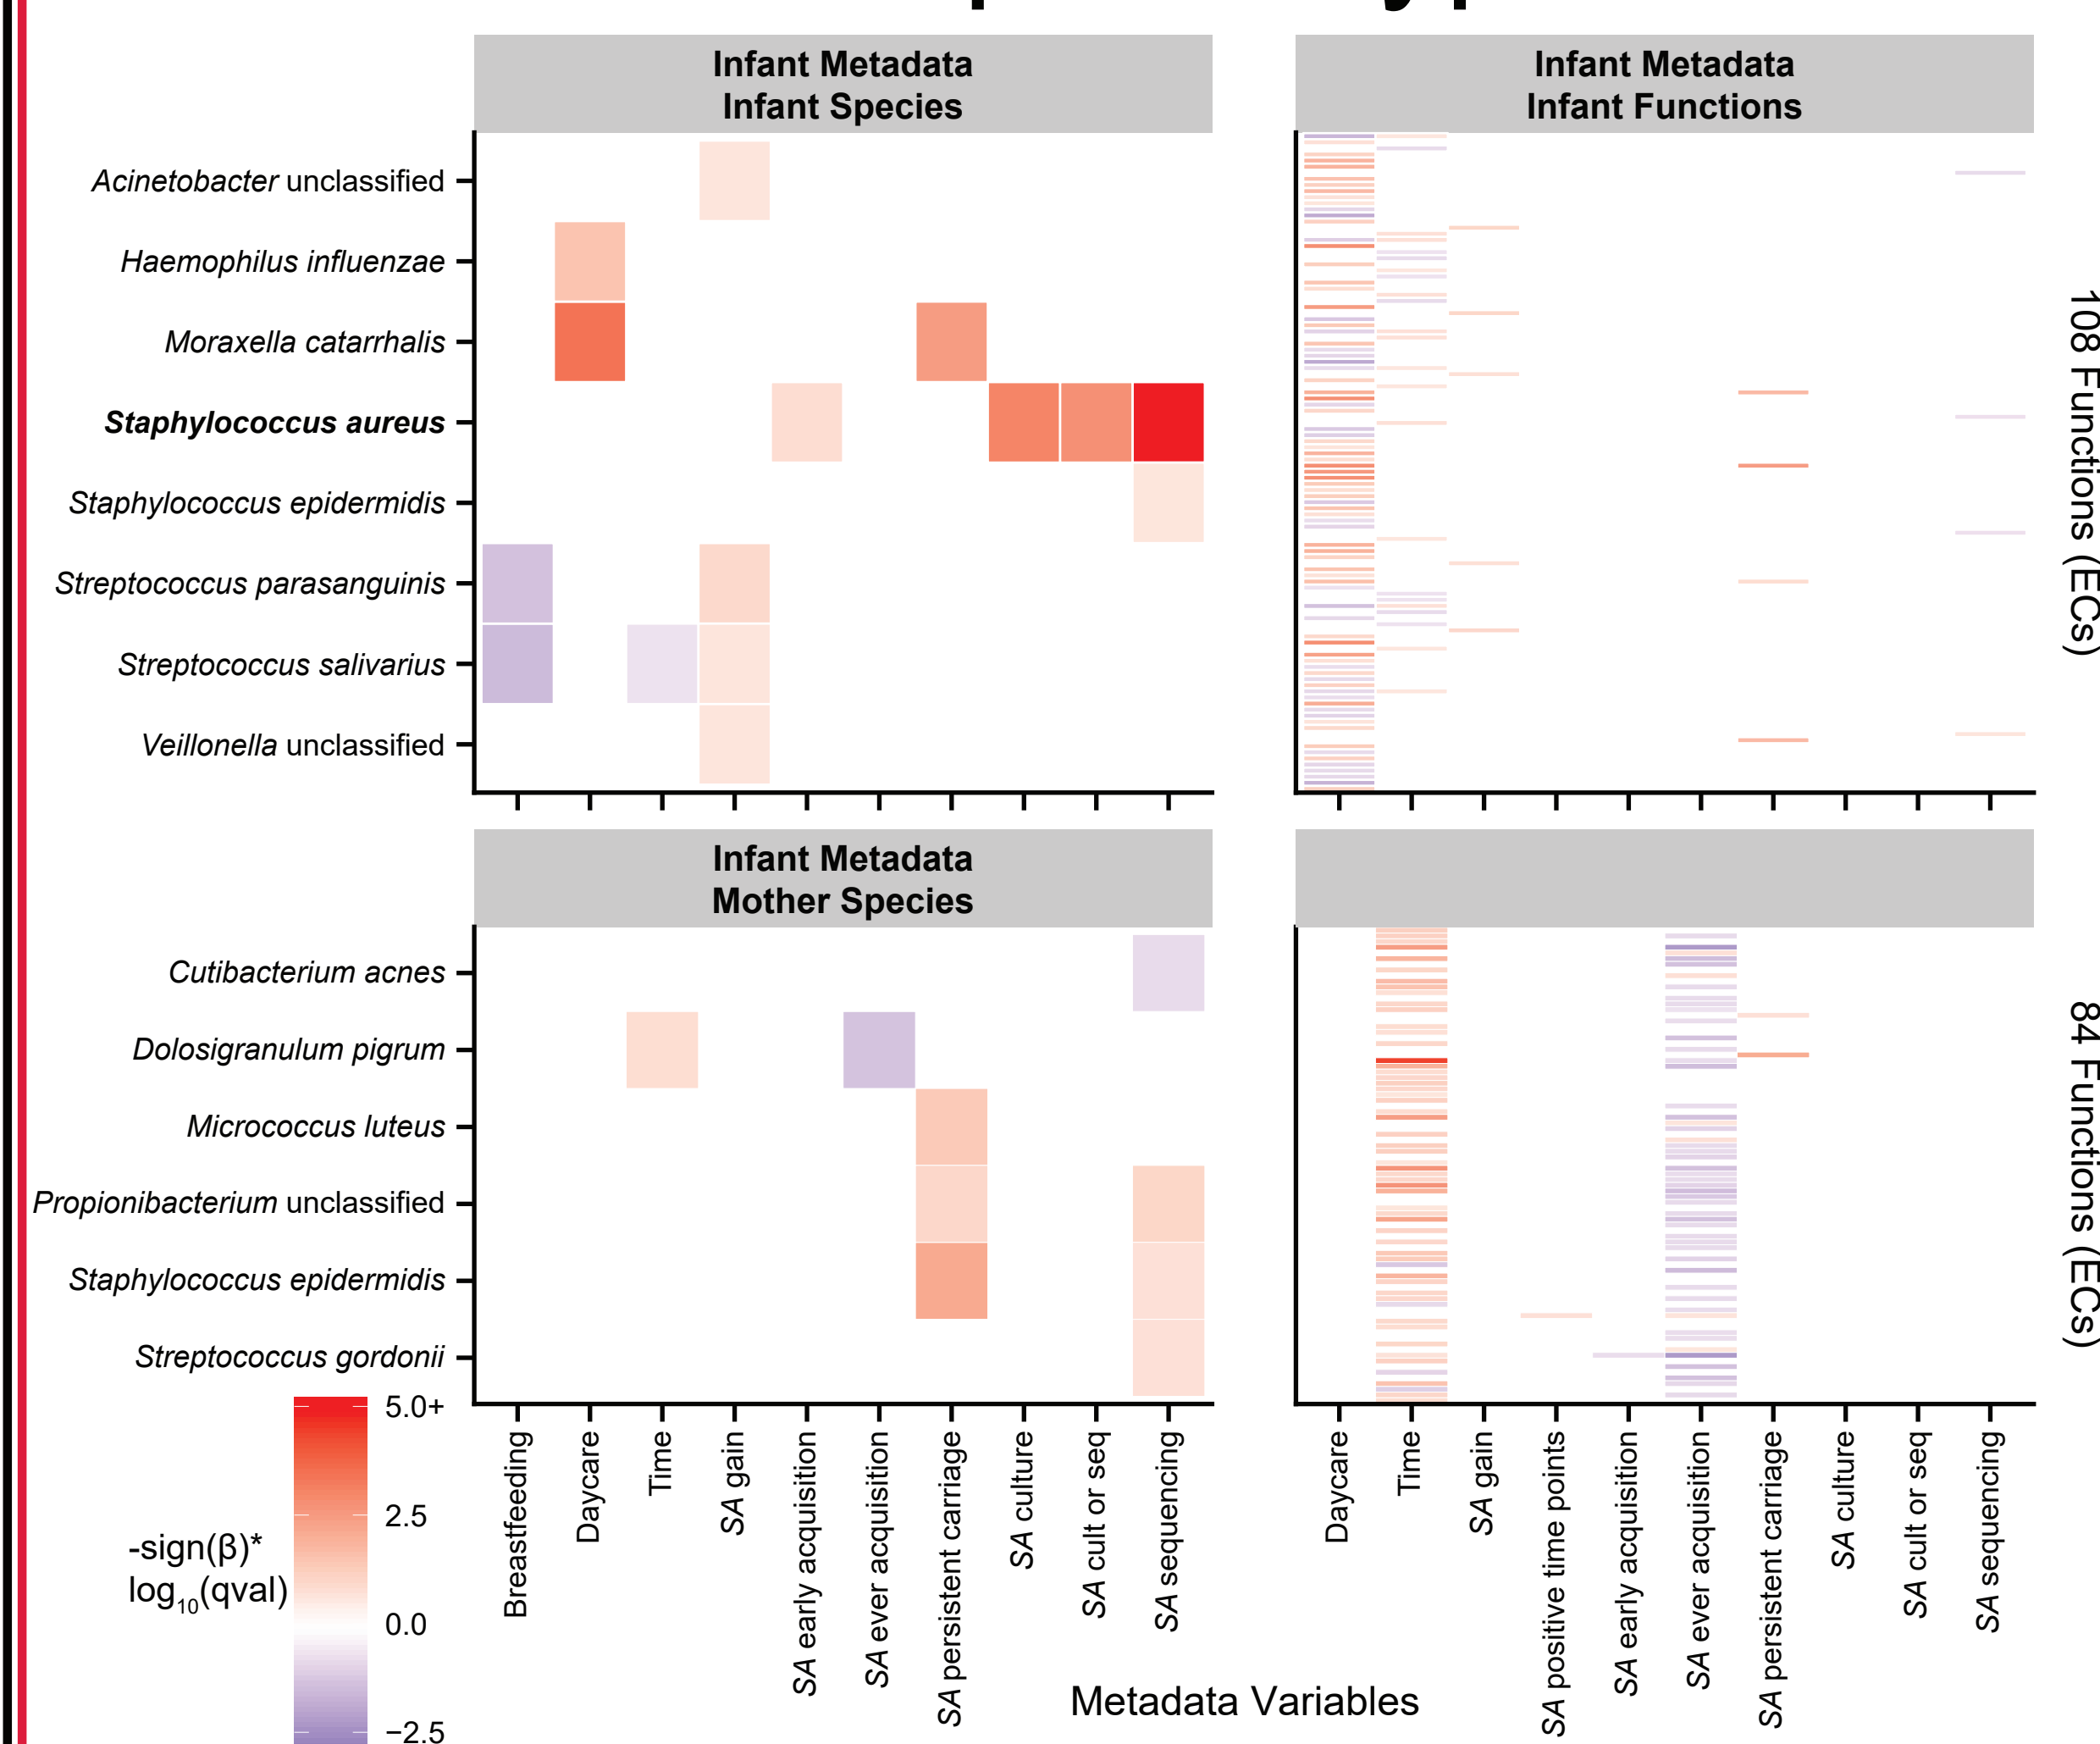 Infant Metadata
Infant Species
Infant Metadata
Infant Functions
Acinetobacter unclassified
Haemophilus influenzae
Moraxella catarrhalis
Staphylococcus aureus
Staphylococcus epidermidis
Streptococcus parasanguinis
Streptococcus salivarius
Veillonella unclassified
108 Functions (ECs)
Infant Metadata
Mother Species
Cutibacterium acnes
Dolosigranulum pigrum
Micrococcus luteus
Propionibacterium unclassified
Staphylococcus epidermidis
Streptococcus gordonii
84 Functions (ECs)
5.0+
2.5
0.0
−2.5
-sign(β)*
log10(qval)
Breastfeeding
Daycare
Time
SA gain
SA early acquisition
SA ever acquisition
SA persistent carriage
SA culture
SA cult or seq
SA sequencing
Daycare
Time
SA gain
SA positive time points
SA early acquisition
SA ever acquisition
SA persistent carriage
SA culture
SA cult or seq
SA sequencing
Metadata Variables